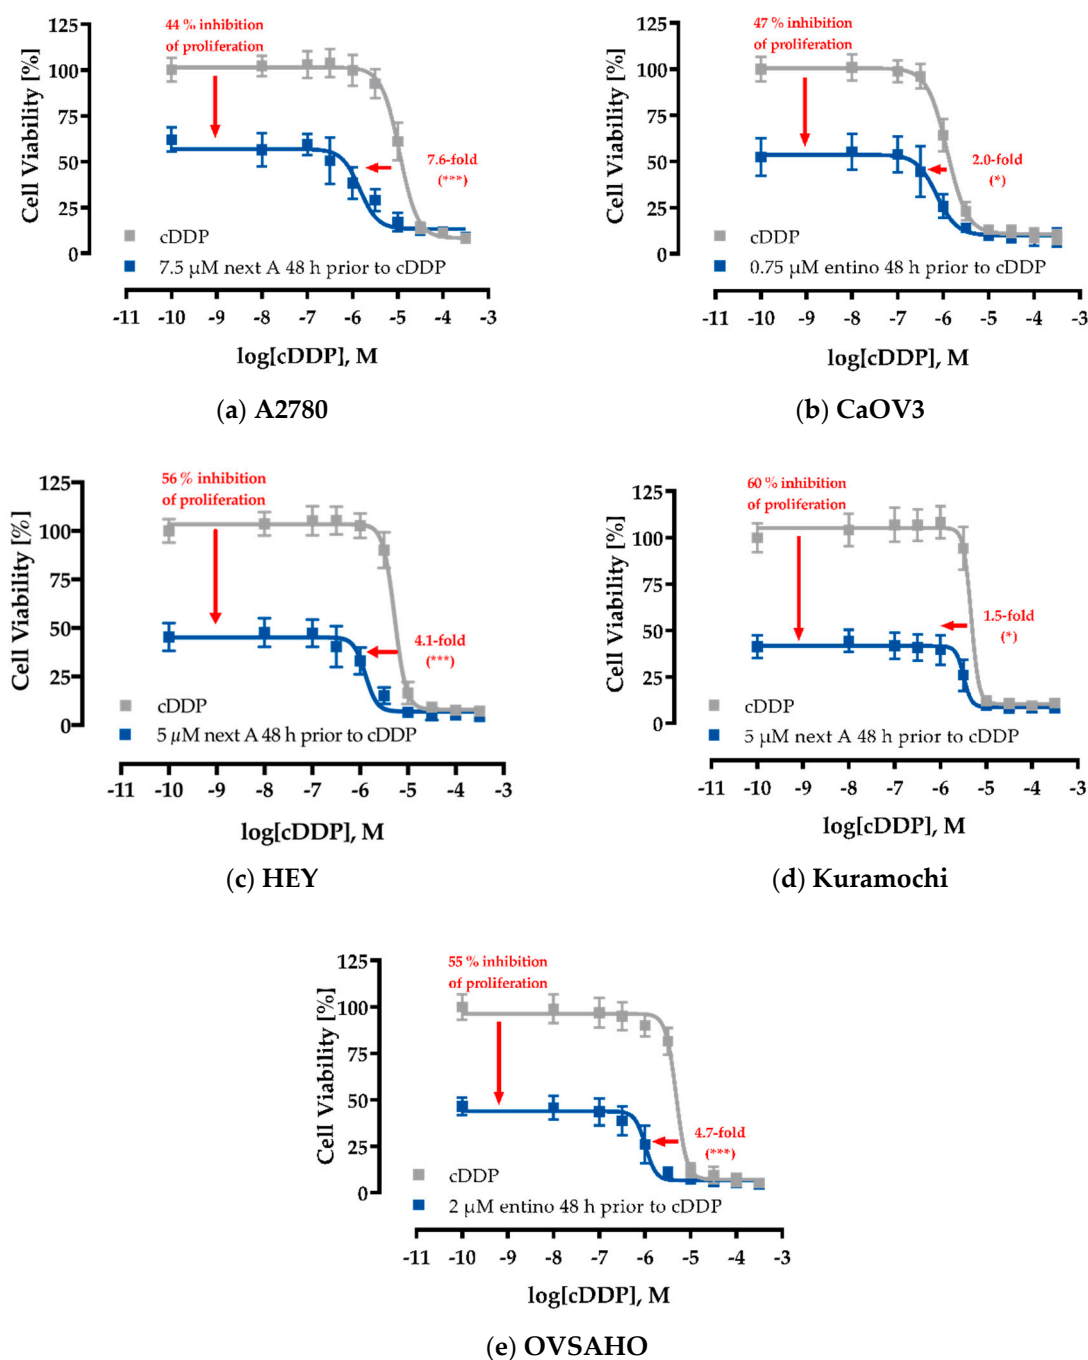 44 % inhibition
of proliferation
Cell Viability [%]
125
100
75
50
25
0
7.6-fold
(***)
cDDP
7.5 µM next A 48 h prior to cDDP
-11 -10 -9 -8 -7 -6 -5 -4 -3
log[cDDP], M
(a) A2780
47 % inhibition
of proliferation
Cell Viability [%]
125
100
75
50
25
0
2.0-fold
(*)
cDDP
0.75 µM entino 48 h prior to cDDP
-11 -10 -9 -8 -7 -6 -5 -4 -3
log[cDDP], M
(b) CaOV3
56 % inhibition
of proliferation
Cell Viability [%]
125
100
75
50
25
0
4.1-fold
(***)
cDDP
5 µM next A 48 h prior to cDDP
-11 -10 -9 -8 -7 -6 -5 -4 -3
log[cDDP], M
(c) HEY
60 % inhibition
of proliferation
Cell Viability [%]
125
100
75
50
25
0
1.5-fold
(*)
cDDP
5 µM next A 48 h prior to cDDP
-11 -10 -9 -8 -7 -6 -5 -4 -3
log[cDDP], M
(d) Kuramochi
55 % inhibition
of proliferation
Cell Viability [%]
125
100
75
50
25
0
4.7-fold
(***)
cDDP
2 µM entino 48 h prior to cDDP
-11 -10 -9 -8 -7 -6 -5 -4 -3
log[cDDP], M
(e) OVSAHO